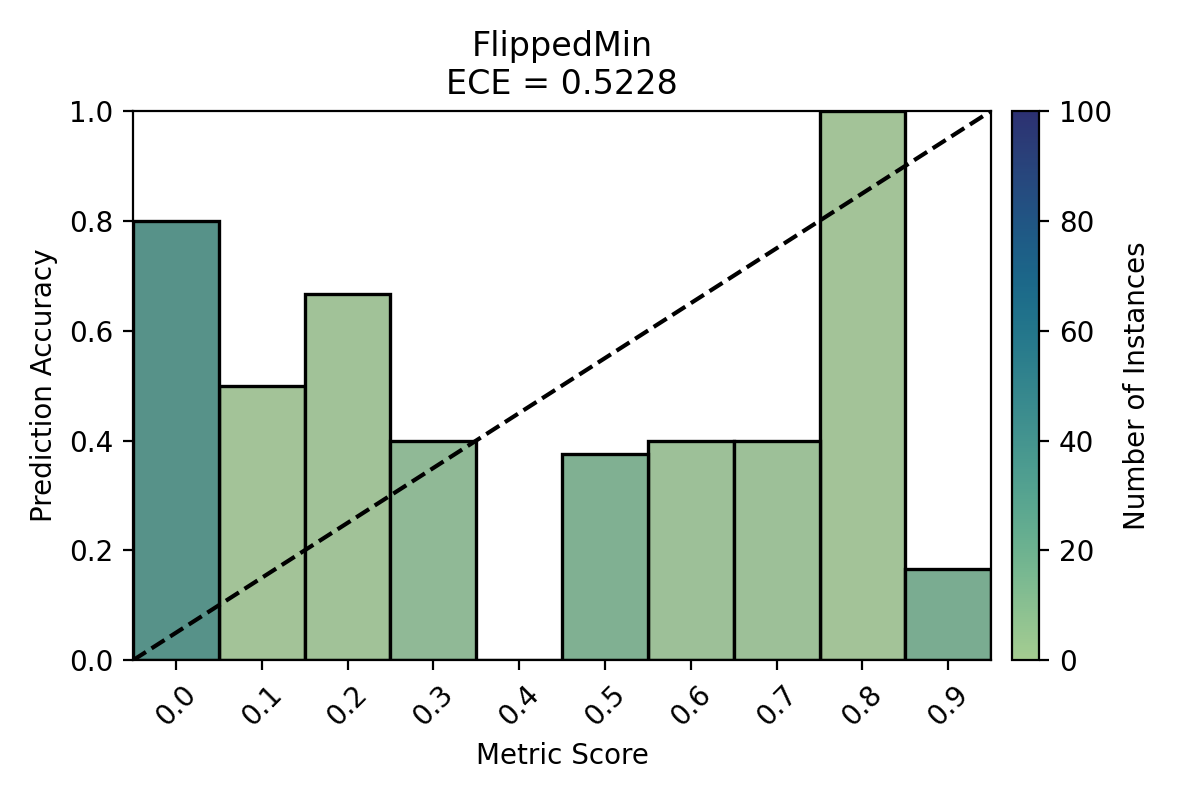 FlippedMin
ECE = 0.5228
Prediction Accuracy
1.0
0.8
0.6
0.4
0.2
0.0
0.0 0.1 0.2 0.3 0.4 0.5 0.6 0.7 0.8 0.9
Metric Score
100
80
60
40
20
0
Number of Instances